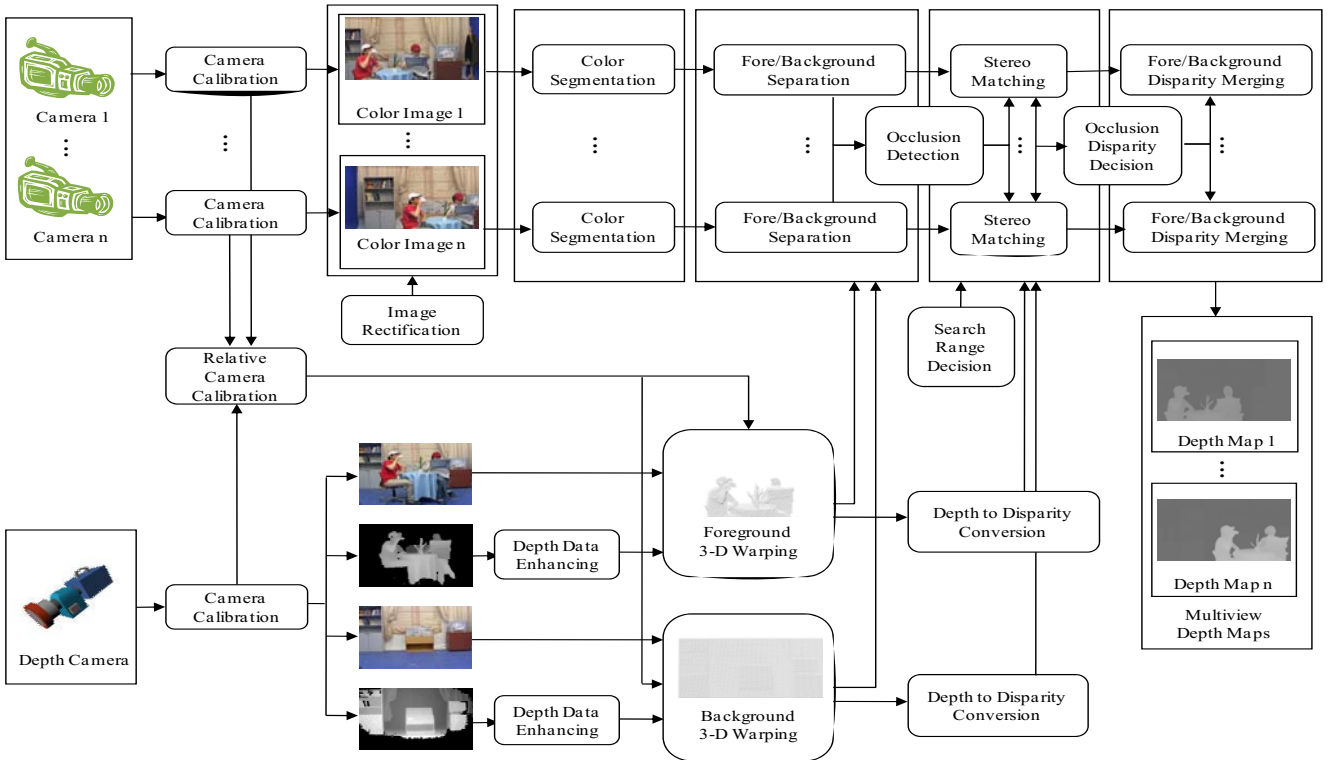 Camera 1
Camera n
Camera
Calibration
Camera
Calibration
Color Image 1
Color Image n
Image
Rectification
Color
Segmentation
Color
Segmentation
Fore/Background
Separation
Fore/Background
Separation
Occlusion
Detection
Stereo
Matching
Stereo
Matching
Occlusion
Disparity
Decision
Fore/Background
Disparity Merging
Fore/Background
Disparity Merging
Search
Range
Decision
Relative
Camera
Calibration
Depth Camera
Camera
Calibration
Depth Data
Enhancing
Depth Data
Enhancing
Foreground
3-D Warping
Background
3-D Warping
Depth to Disparity
Conversion
Depth to Disparity
Conversion
Depth Map 1
Depth Map n
Multiview
Depth Maps